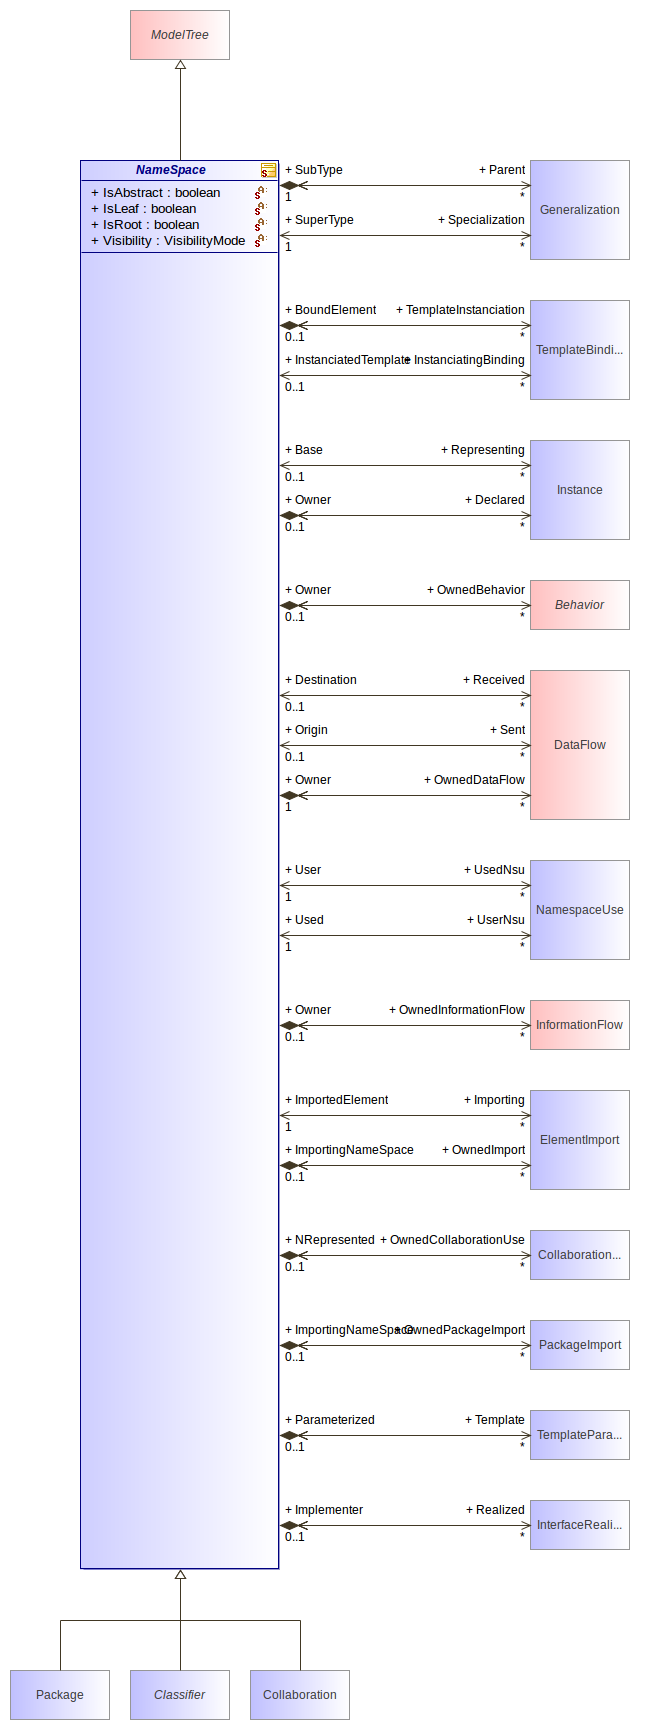 ModelTree
NameSpace
+ IsAbstract : boolean
+ IsLeaf : boolean
+ IsRoot : boolean
+ Visibility : VisibilityMode
+ SubType + Parent
1 *
+ SuperType + Specialization
1 *
Generalization
+ BoundElement + TemplateInstanciation
0..1 *
+ InstanciatedTemplate + InstanciatingBinding
0..1 *
TemplateBindi...
+ Base + Representing
0..1 *
+ Owner + Declared
0..1 *
Instance
+ Owner + OwnedBehavior
0..1 *
Behavior
+ Destination + Received
0..1 *
+ Origin + Sent
0..1 *
+ Owner + OwnedDataFlow
1 *
DataFlow
+ User + UsedNsu
1 *
+ Used + UserNsu
1 *
NamespaceUse
+ Owner + OwnedInformationFlow
0..1 *
InformationFlow
+ ImportedElement + Importing
1 *
+ ImportingNameSpace + OwnedImport
0..1 *
ElementImport
+ NRepresented + OwnedCollaborationUse
0..1 *
Collaboration...
+ ImportingNameSpace + OwnedPackageImport
0..1 *
PackageImport
+ Parameterized + Template
0..1 *
TemplatePara...
+ Implementer + Realized
0..1 *
InterfaceReali...
Package
Classifier
Collaboration